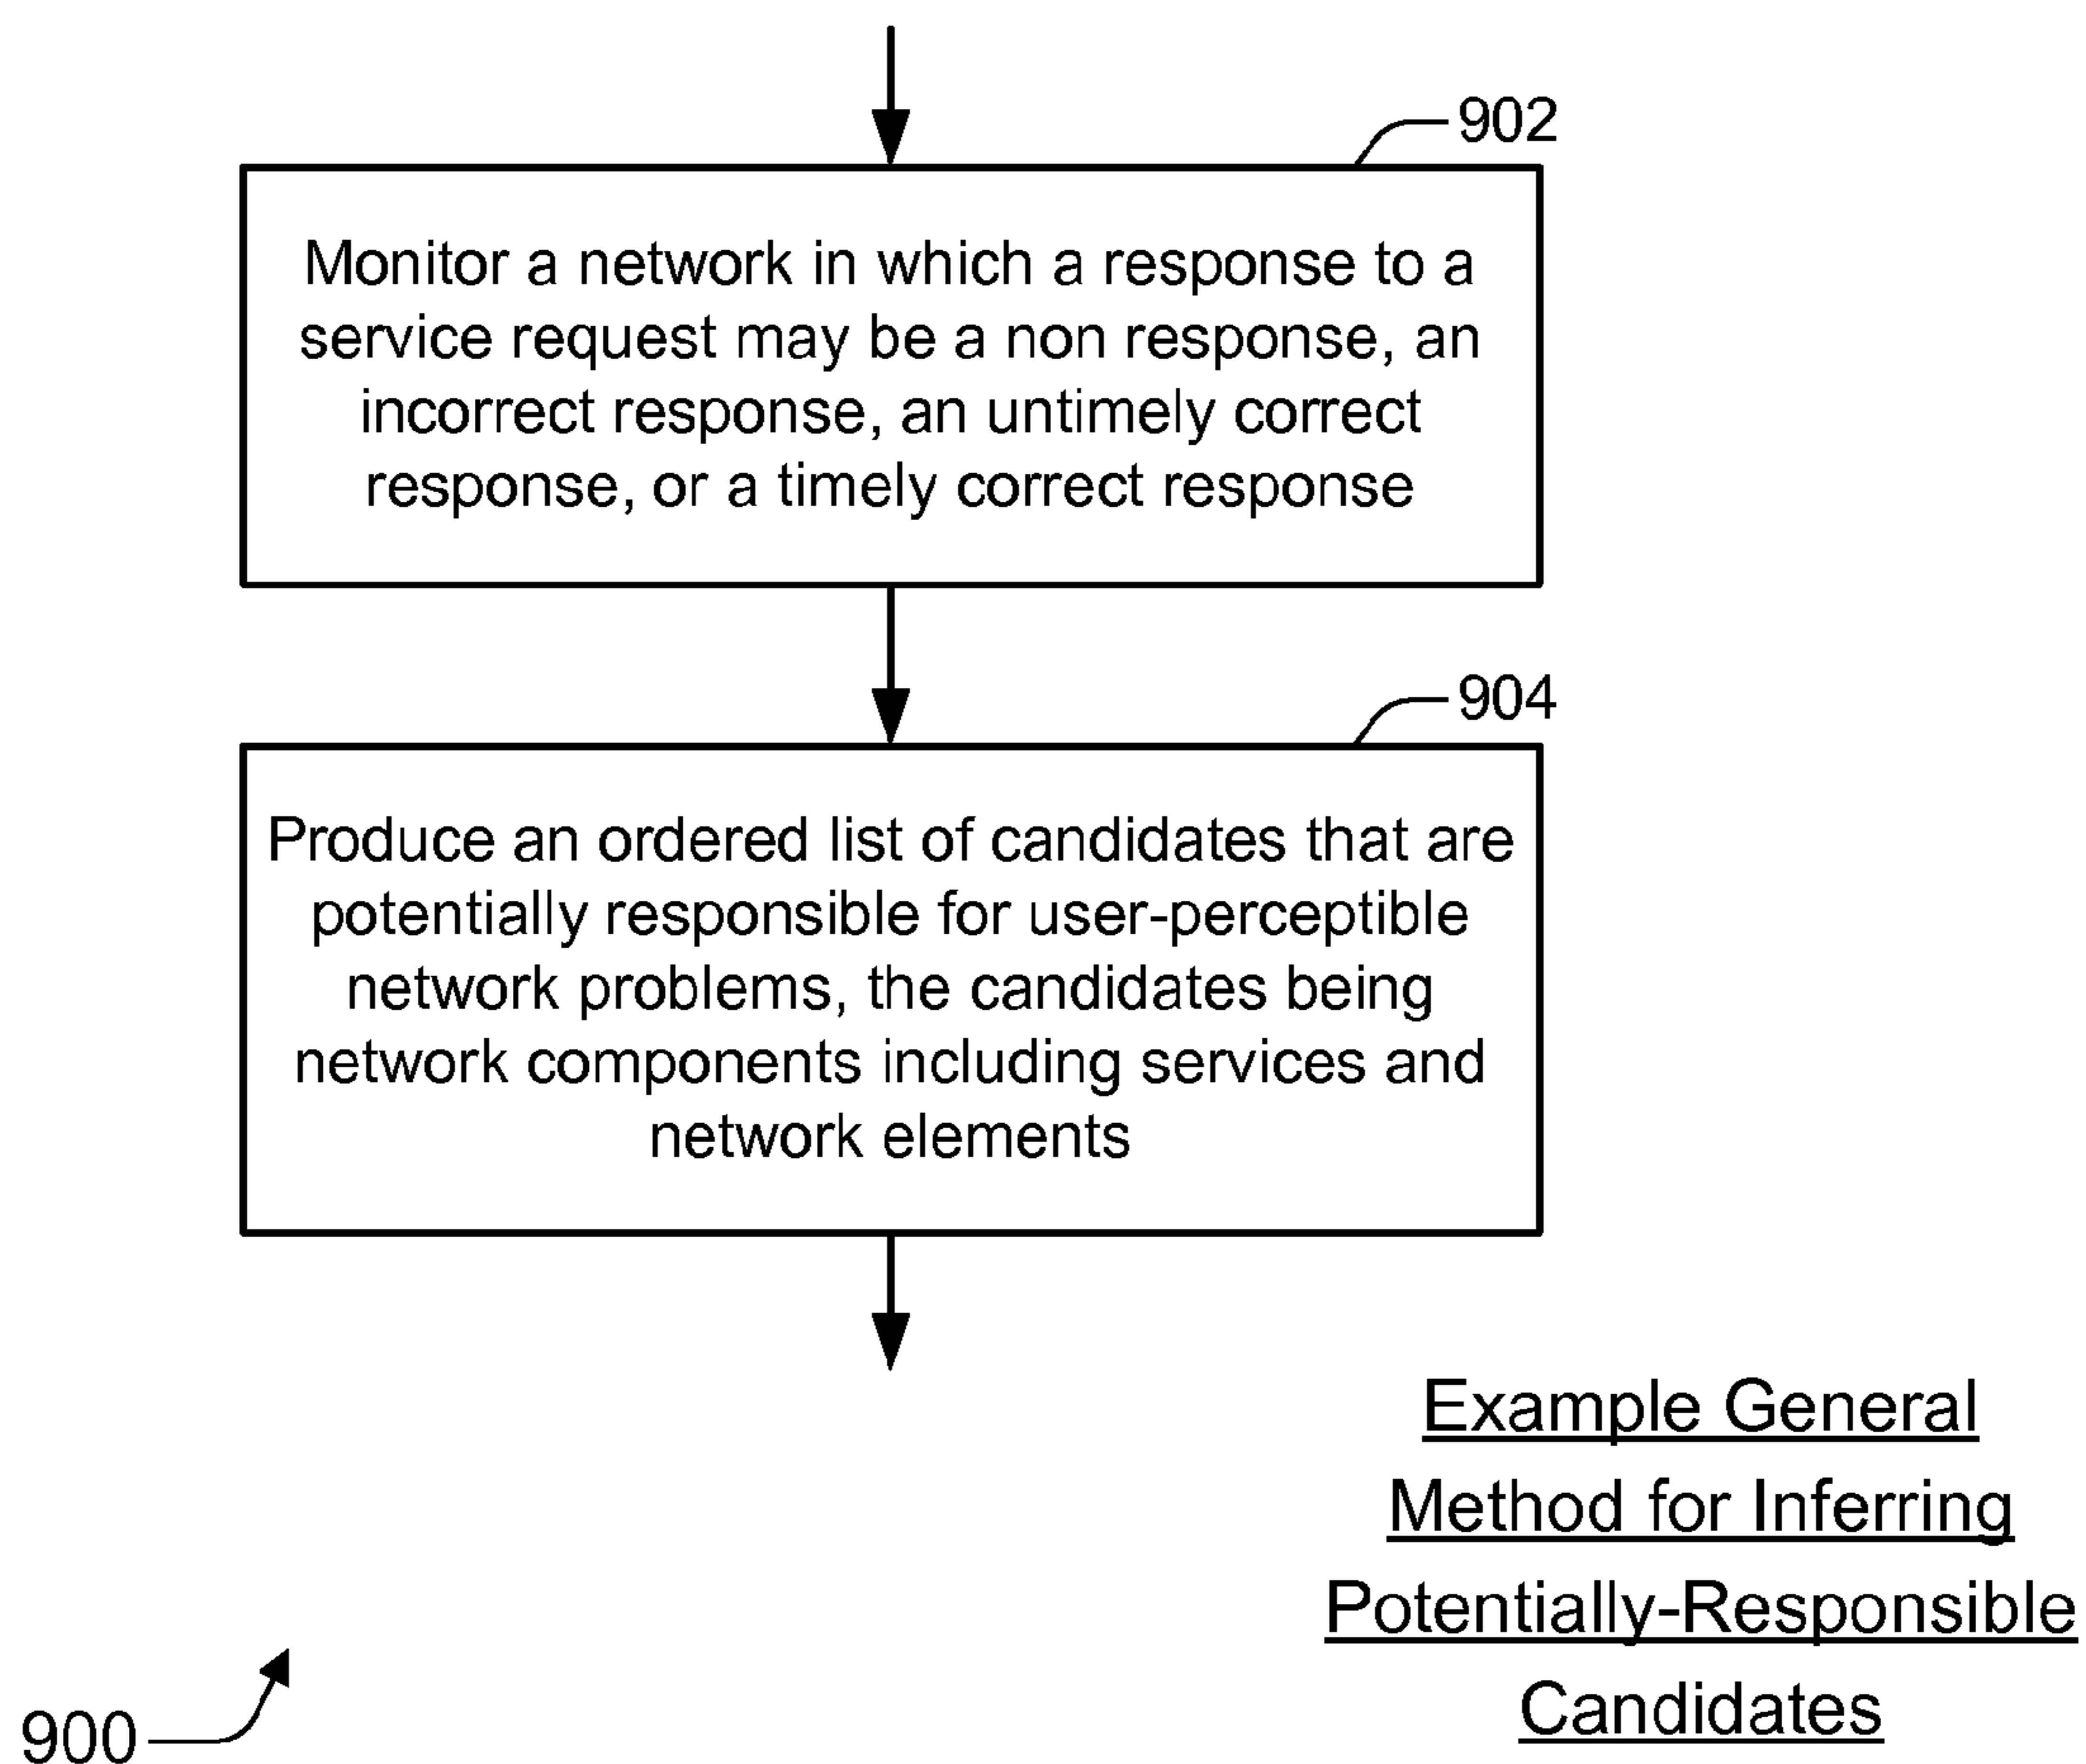 902
Monitor a network in which a response to a
service request may be a non response, an
incorrect response, an untimely correct
response, or a timely correct response
904
Produce an ordered list of candidates that are
potentially responsible for user-perceptible
network problems, the candidates being
network components including services and
network elements
Example General
Method for Inferring
Potentially-Responsible
Candidates
900